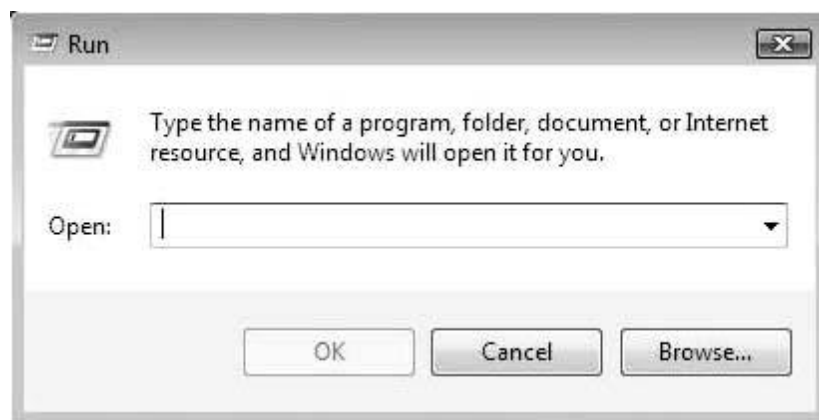 Run
Type the name of a program, folder, document, or Internet
resource, and Windows will open it for you.
Open:
OK
Cancel
Browse...